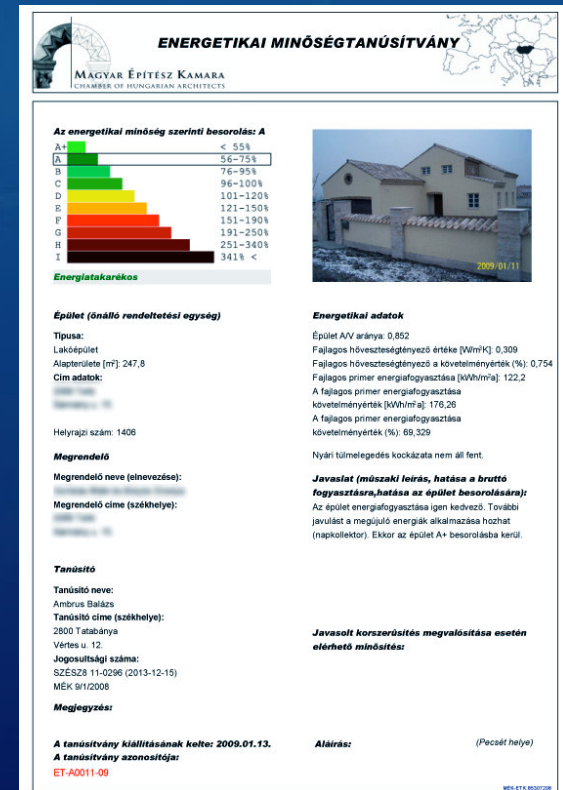 ENERGETIKAI MINŐSÉGTANÚSÍTVÁNY
MAGYAR ÉPÍTÉSZ KAMARA
CHAMBER OF HUNGARIAN ARCHITECTS
Az energetikai minőség szerinti besorolás: A
A+ < 55%
A 56-75%
B 76-95%
C 96-100%
D 101-120%
E 121-150%
F 151-190%
G 191-250%
H 251-340%
I 341% <
Energiatakarékos
2009/01/11
Épület (önálló rendeltetési egység)
Típusa:
Lakóépület
Alapterülete [m²]: 247,8
Cím adatok:
Helyrajzi szám: 1406
Megrendelő
Megrendelő neve (elnevezése):
Megrendelő címe (székhelye):
Tanúsító
Tanúsító neve:
Ambrus Balázs
Tanúsító címe (székhelye):
2800 Tatabánya
Vértes u. 12.
Jogosultsági száma:
SZÉSZ8 11-0296 (2013-12-15)
MÉK 9/1/2008
Megjegyzés:
A tanúsítvány kiállításának kelte: 2009.01.13.
A tanúsítvány azonosítója:
ET-A0011-09
Energetikai adatok
Épület A/V aránya: 0,852
Fajlagos hőveszteségtényező értéke [W/m³K]: 0,309
Fajlagos hőveszteségtényező a követelményérték (%): 0,754
Fajlagos primer energiafogyasztása [kWh/m²a]: 122,2
A fajlagos primer energiafogyasztása
követelményérték [kWh/m²a]: 176,26
A fajlagos primer energiafogyasztása
követelményérték (%): 69,329
Nyári túlmelegedés kockázata nem áll fent.
Javaslat (műszaki leírás, hatása a bruttó
fogyasztásra,hatása az épület besorolására):
Az épület energiafogyasztása igen kedvező. További
javulást a megújuló energiák alkalmazása hozhat
(napkollektor). Ekkor az épület A+ besorolásba kerül.
Javasolt korszerűsítés megvalósítása esetén
elérhető minősítés:
Aláírás:
(Pecsét helye)